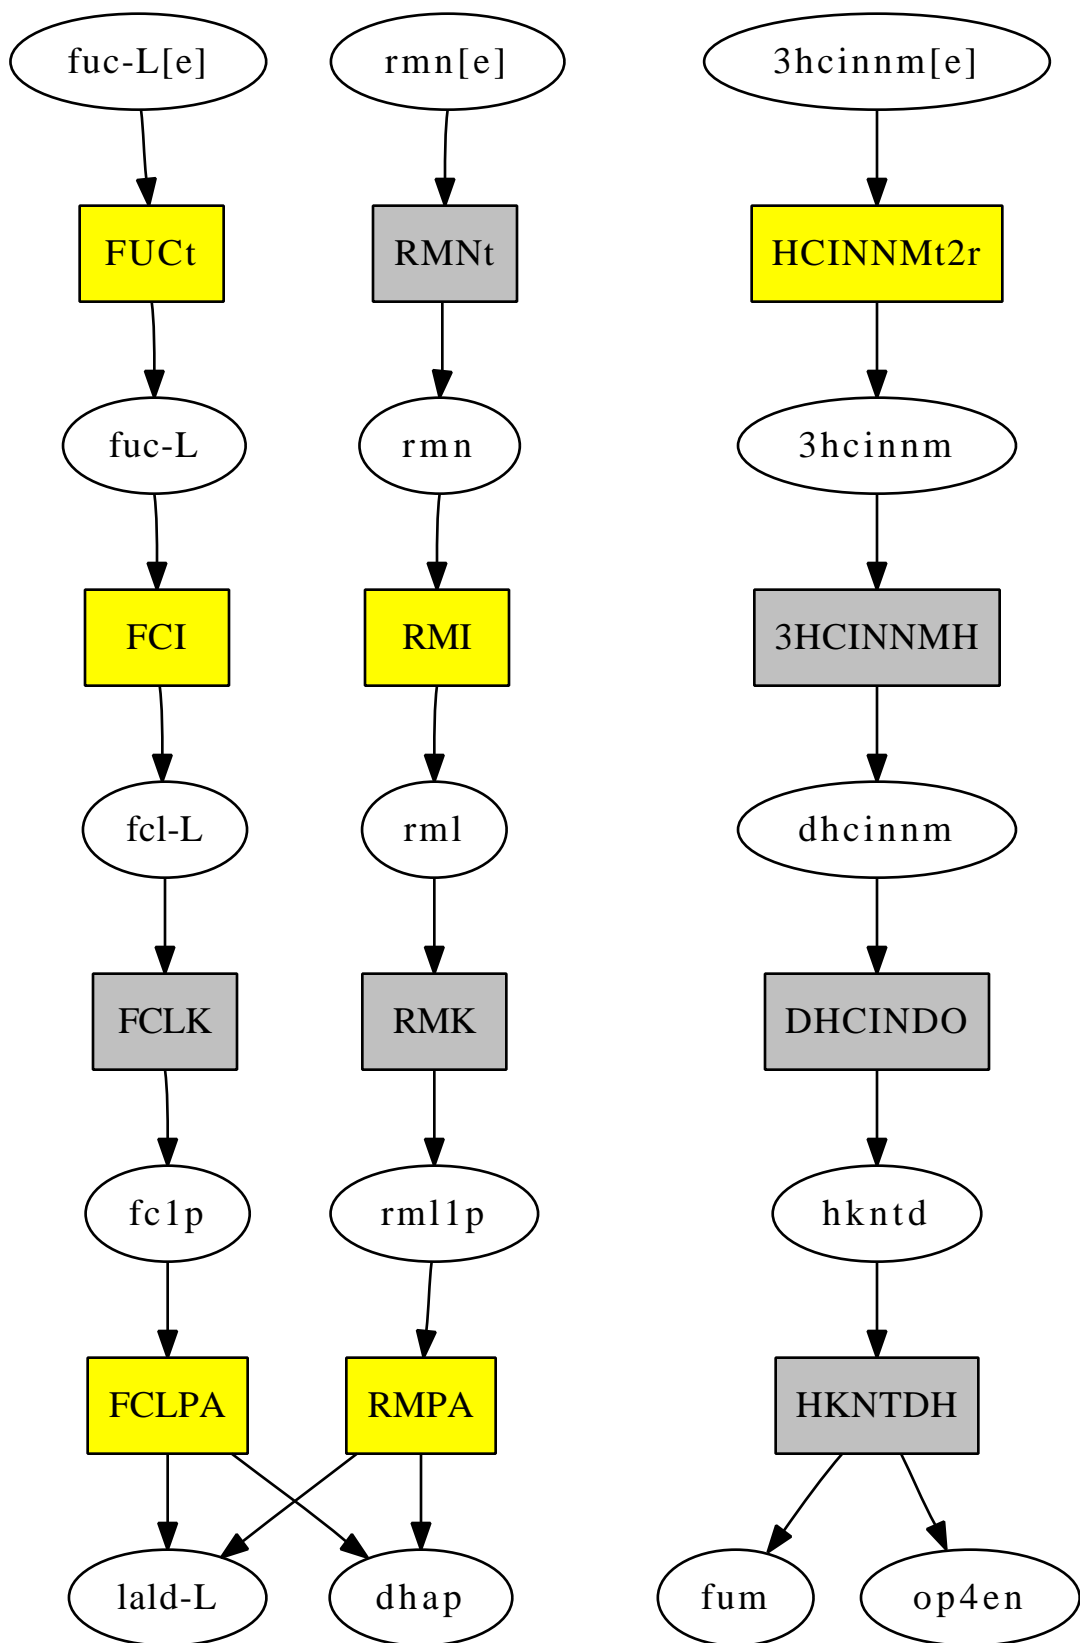 fuc-L[e] rmn[e] 3hcinnm[e]
FUCt RMNt HCINNMt2r
fuc-L rmn 3hcinnm
FCI RMI 3HCINNMH
fcl-L rml dhcinnm
FCLK RMK DHCINDO
fc1p rml1p hkntd
FCLPA RMPA HKNTDH
lald-L dhap fum op4en